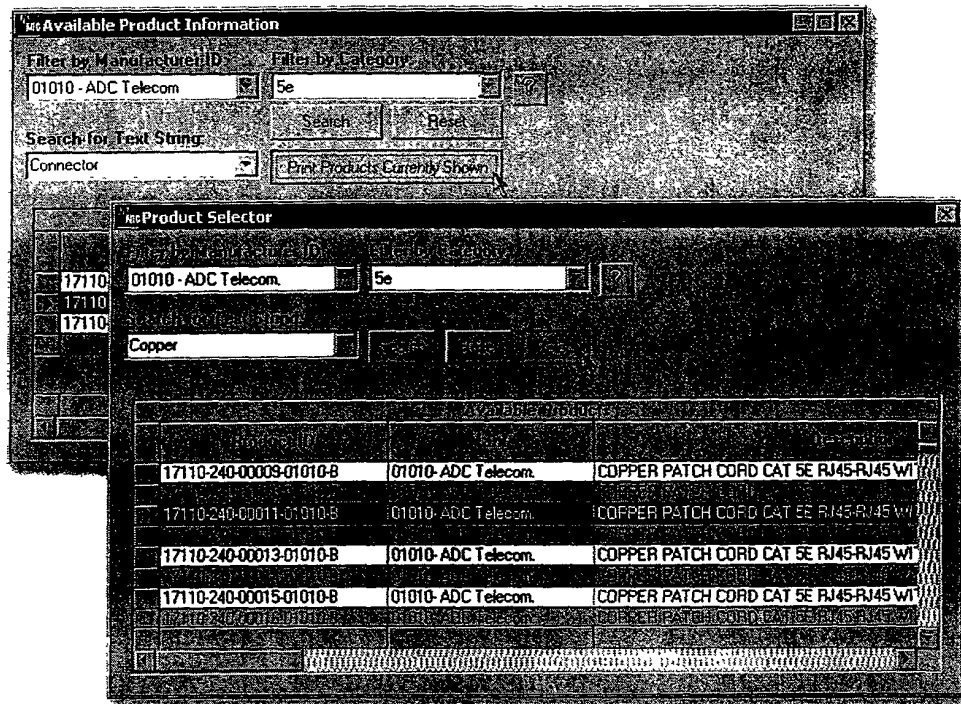 Available Product Information
Filter by Manufacturer ID: Filter by Category:
01010 - ADC Telecom 5e ?
Search Reset
Search for Text String:
Connector Print Products Currently Shown
Product Selector
01010 - ADC Telecom. 5e ?
Copper
Available Products
17110-
17110
17110-
17110-240-00009-01010-B 01010- ADC Telecom. COPPER PATCH CORD CAT 5E RJ45-RJ45 WI
17110-240-00011-01010-B 01010- ADC Telecom. COPPER PATCH CORD CAT 5E RJ45-RJ45 WI
17110-240-00013-01010-B 01010- ADC Telecom. COPPER PATCH CORD CAT 5E RJ45-RJ45 WI
17110-240-00015-01010-B 01010- ADC Telecom. COPPER PATCH CORD CAT 5E RJ45-RJ45 WI